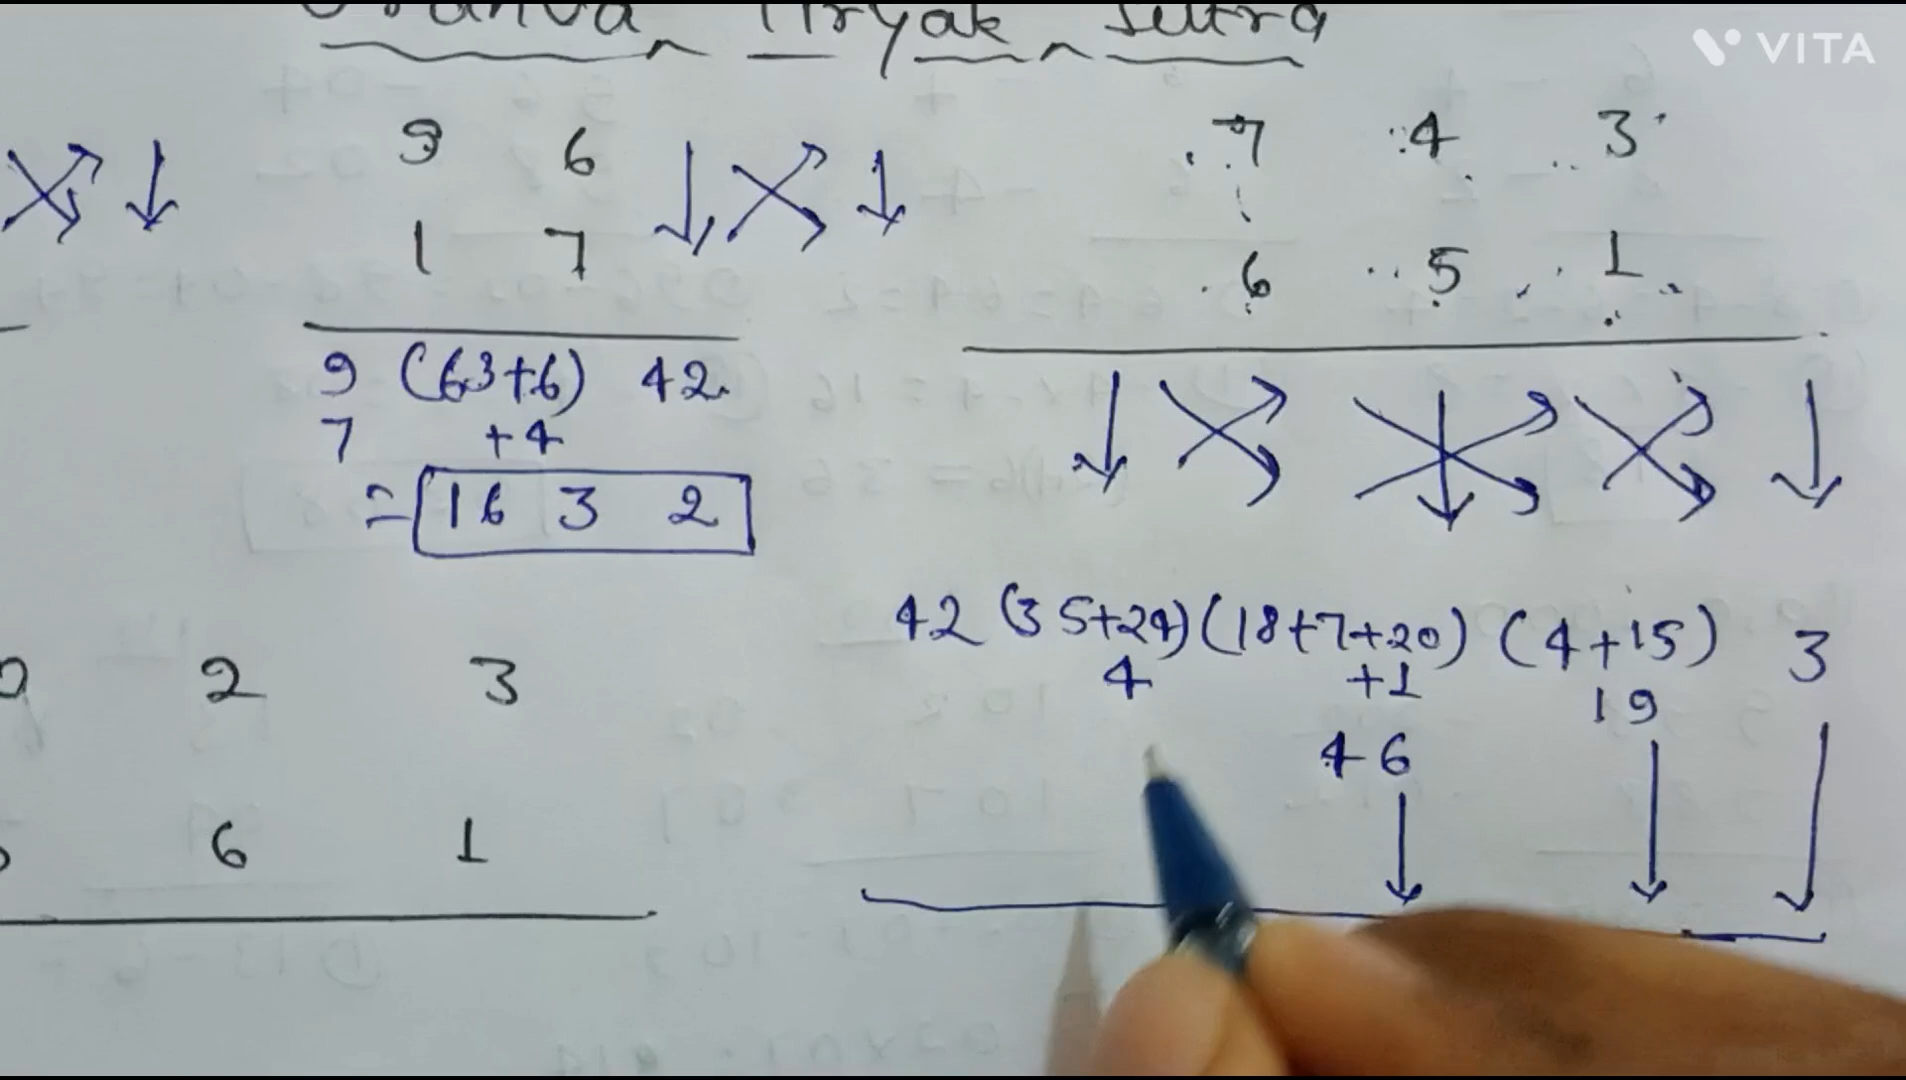 Urdhva Tiryak Sutra
VITA
9 6
1 7
9 (63+6) 42
7 +4
= 16 3 2
7 4 3
6 5 1
42 (35+24) (18+7+20) (4+15) 3
4 +1 19
46
2 3
6 1